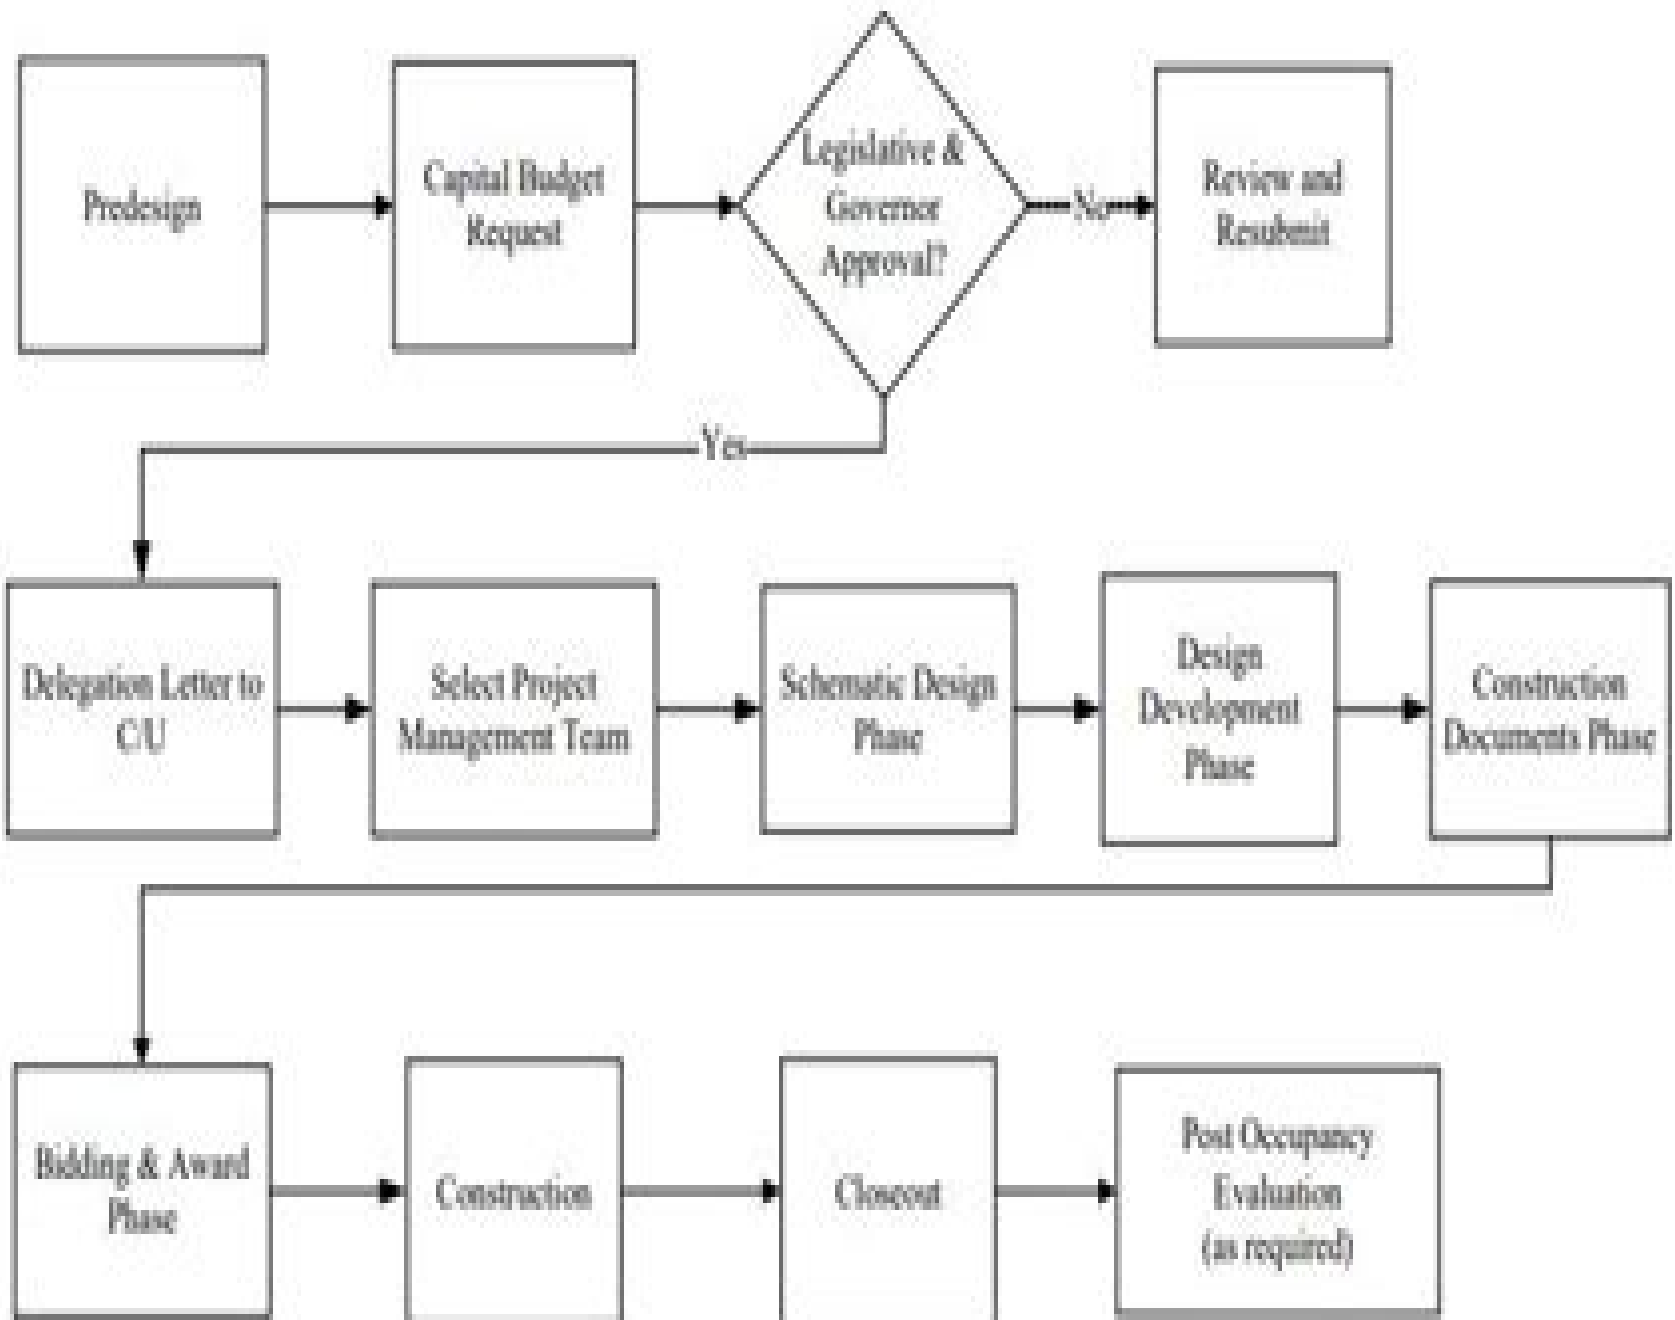 Predesign
Capital Budget
Request
Legislative &
Governor
Approval?
No
Review and
Resubmit
Yes
Delegation Letter to
C/U
Select Project
Management Team
Schematic Design
Phase
Design
Development
Phase
Construction
Documents Phase
Bidding & Award
Phase
Construction
Closeout
Post Occupancy
Evaluation
(as required)